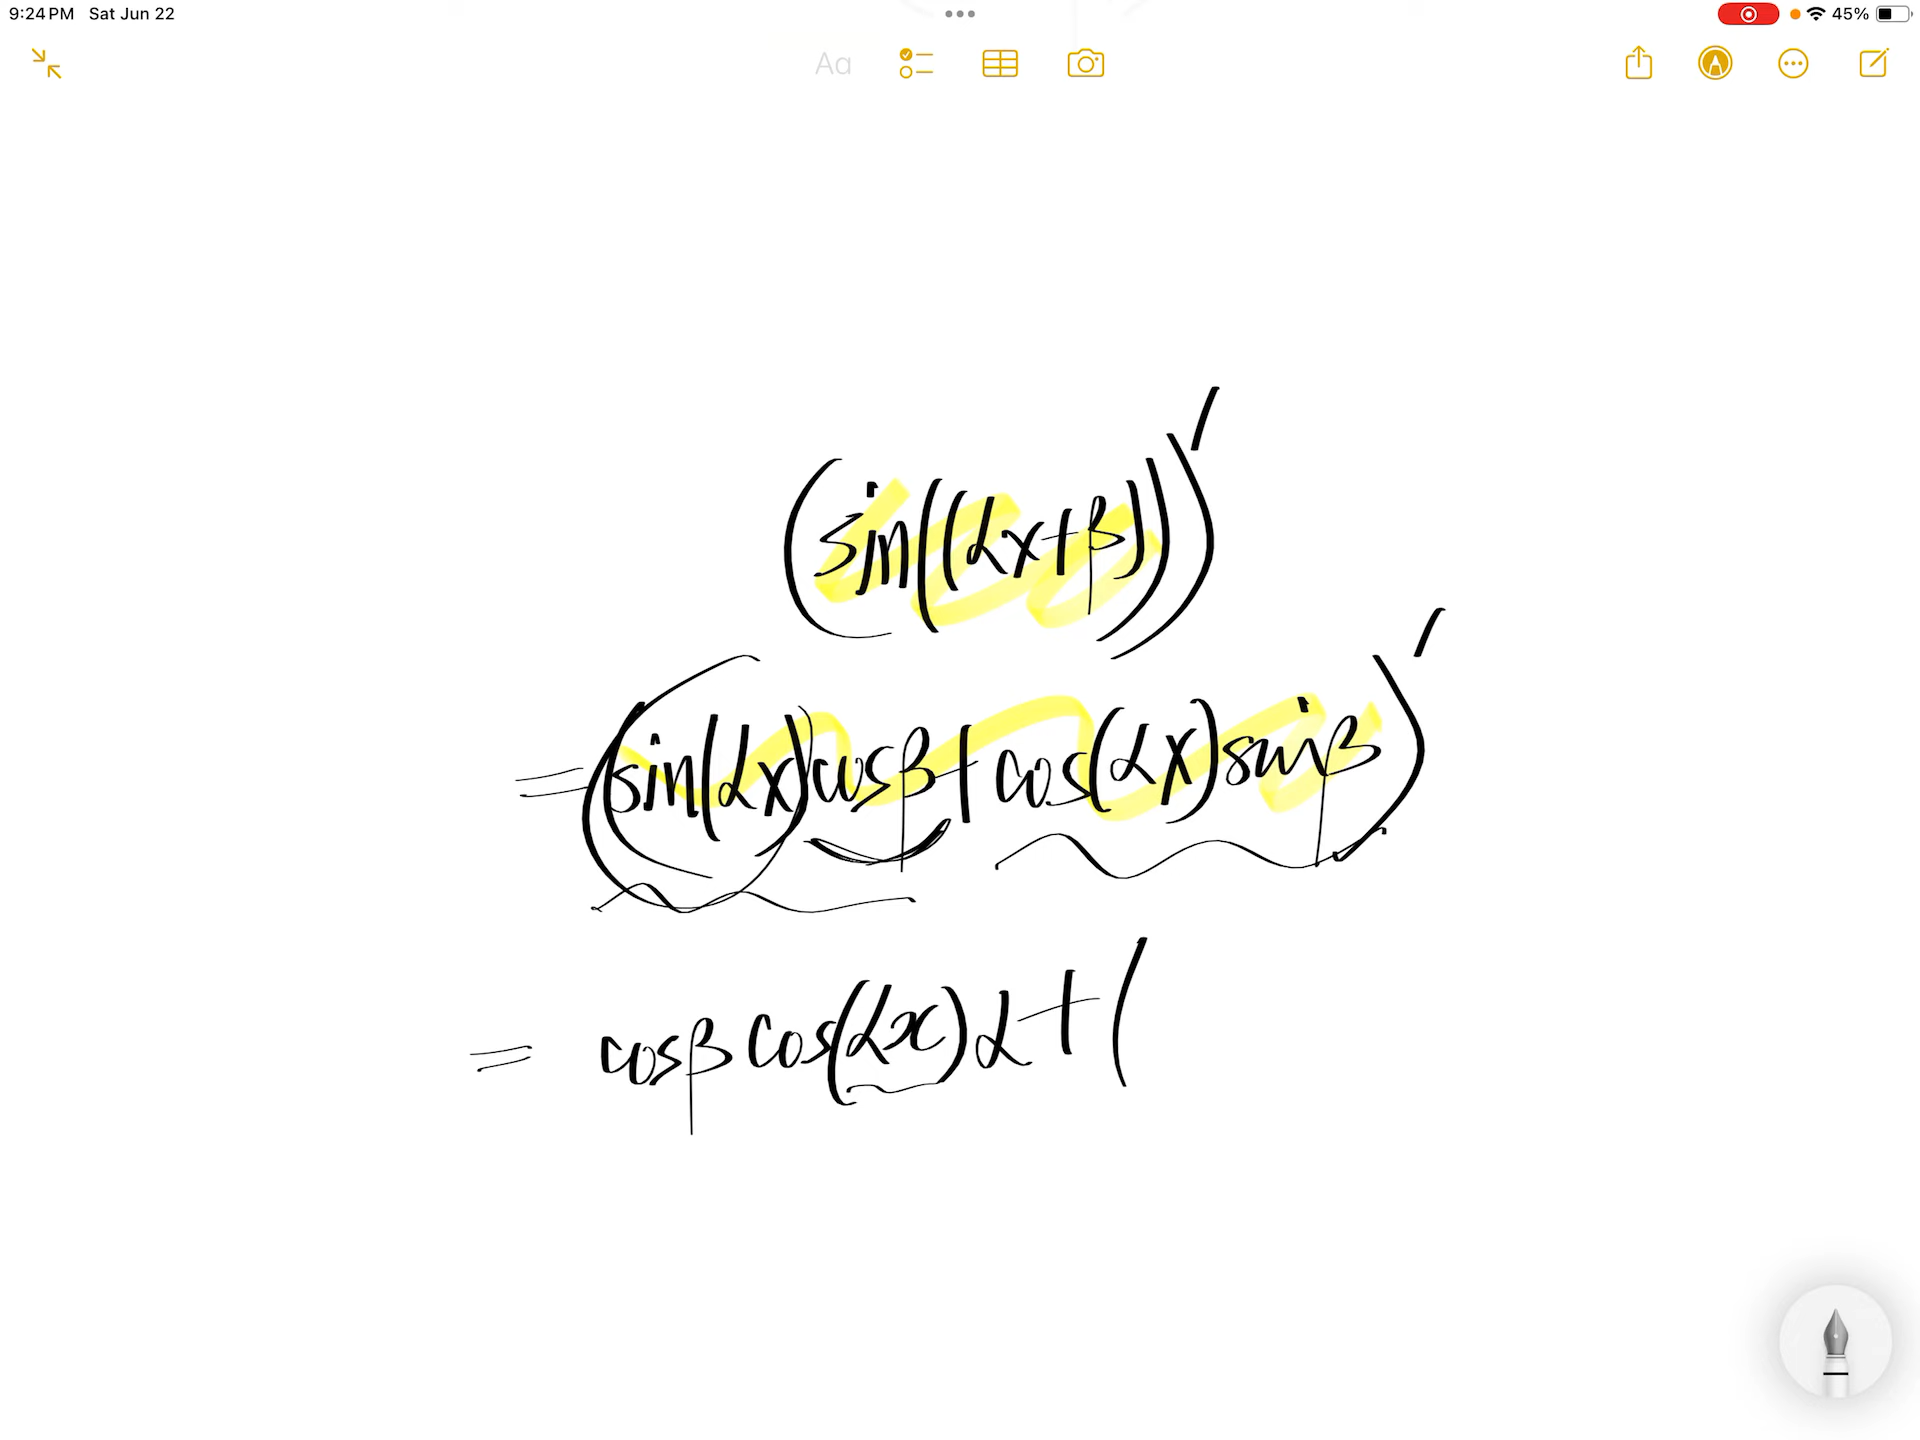 9:24 PM Sat Jun 22
45%
Aa
(sin((αx+β)))′
=(sin(αx)cosβ+cos(αx)sinβ)′
= cosβ cos(αx)α+(